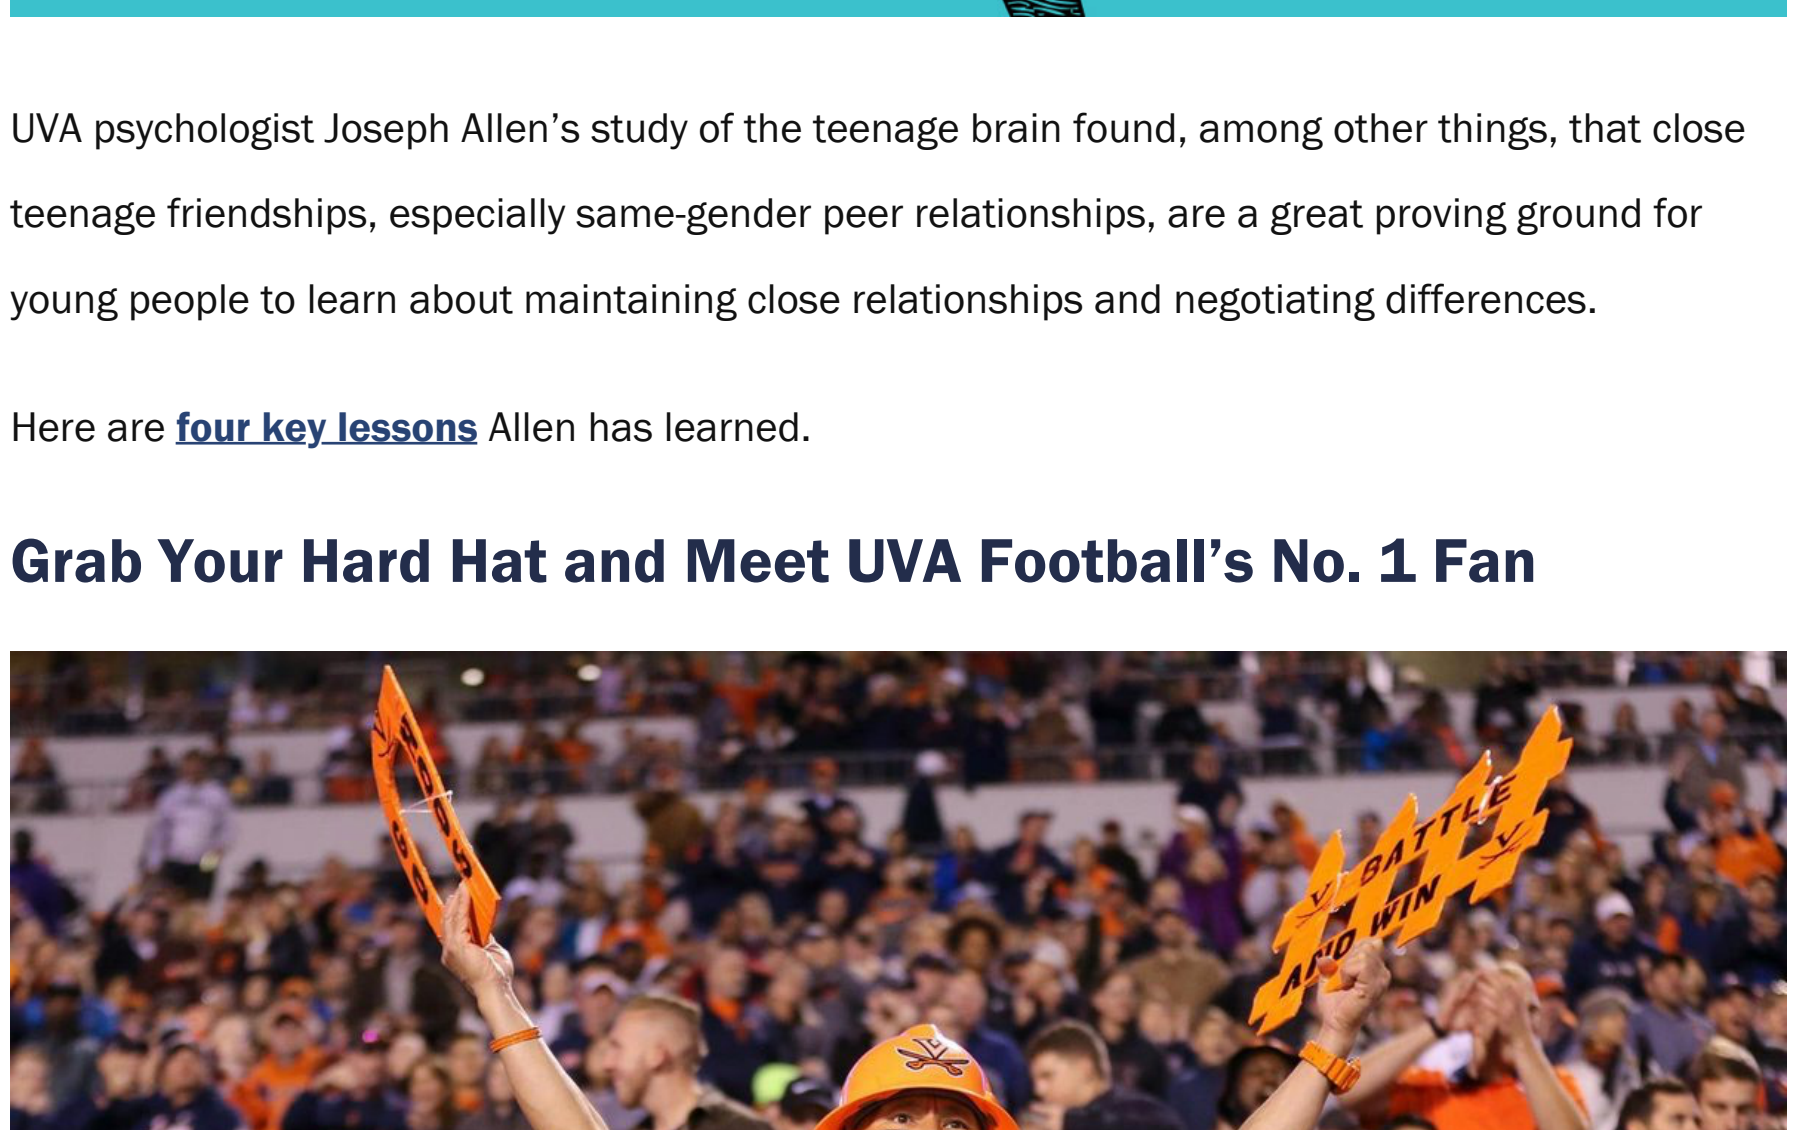 UVA psychologist Joseph Allen’s study of the teenage brain found, among other things, that close
teenage friendships, especially same-gender peer relationships, are a great proving ground for
young people to learn about maintaining close relationships and negotiating differences.
Here are four key lessons Allen has learned.
Grab Your Hard Hat and Meet UVA Football’s No. 1 Fan
BATTLE
AND WIN